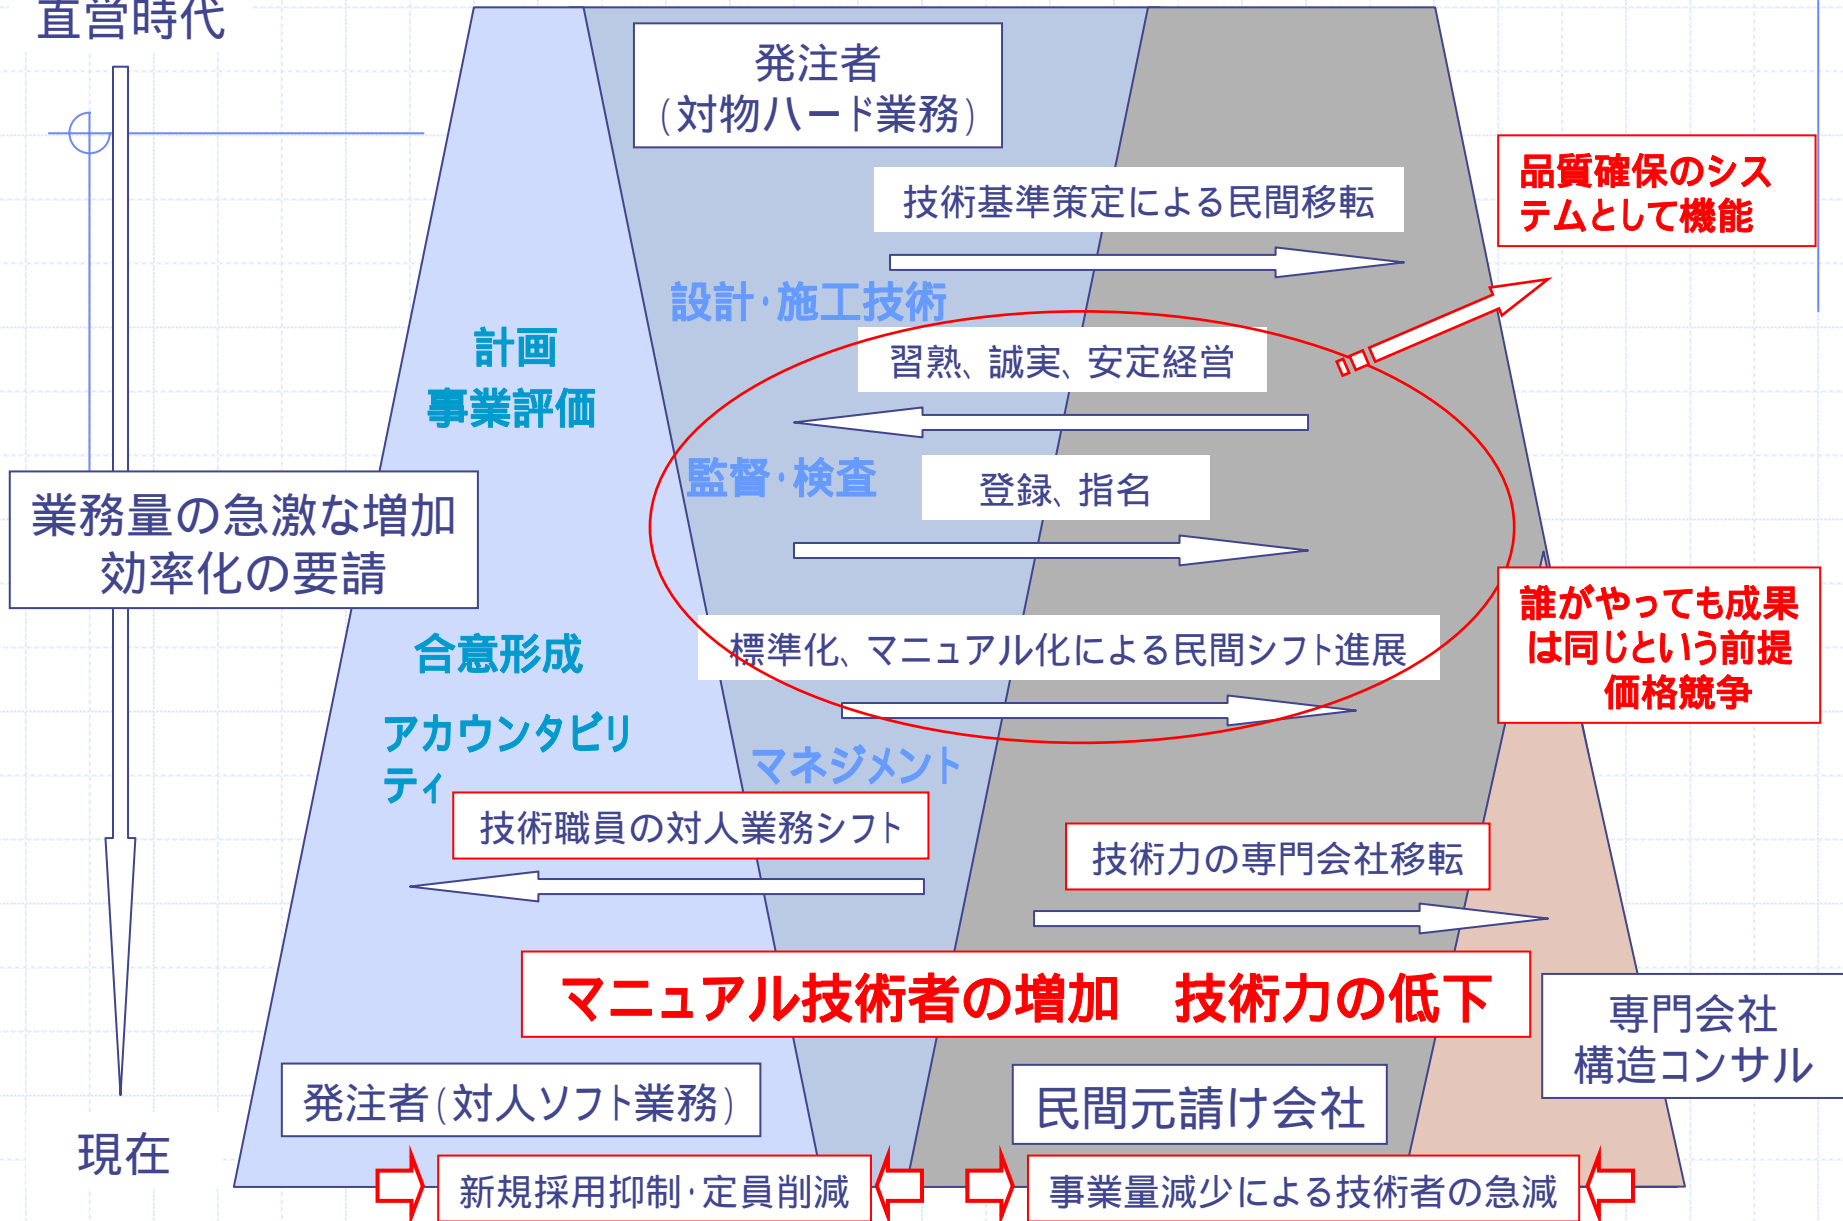 直営時代
発注者
(対物ハード業務)
技術基準策定による民間移転
品質確保のシス
テムとして機能
設計・施工技術
計画
事業評価
習熟、誠実、安定経営
監督・検査
登録、指名
業務量の急激な増加
効率化の要請
誰がやっても成果
は同じという前提
価格競争
合意形成
標準化、マニュアル化による民間シフト進展
アカウンタビリ
ティ
マネジメント
技術職員の対人業務シフト
技術力の専門会社移転
マニュアル技術者の増加　技術力の低下
専門会社
構造コンサル
発注者(対人ソフト業務)
民間元請け会社
現在
新規採用抑制・定員削減
事業量減少による技術者の急減